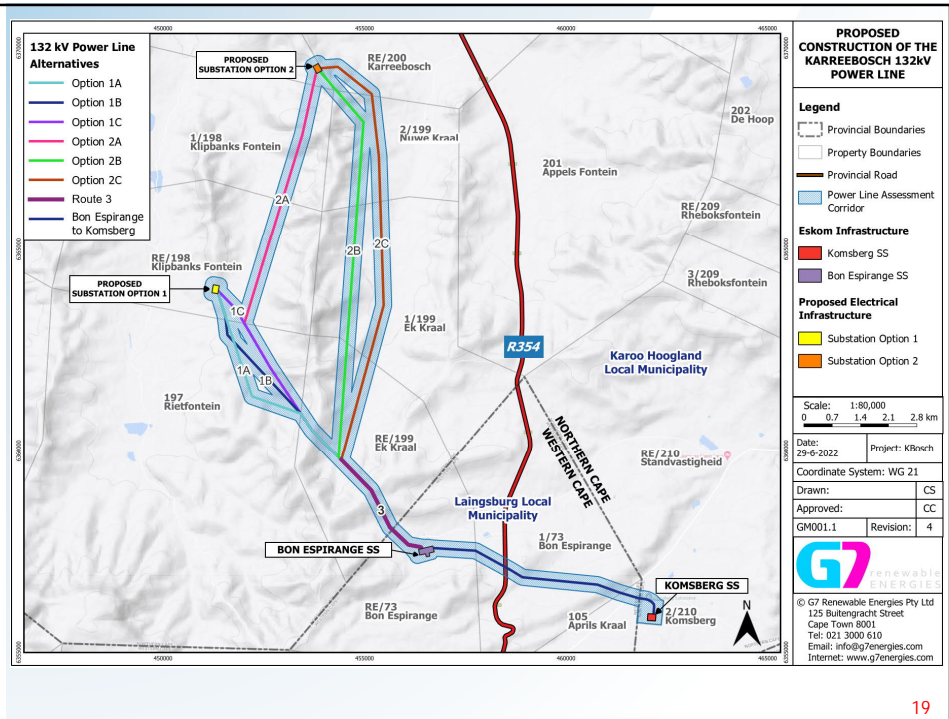 450000
455000
460000
465000
6370000
6370000
132 kV Power Line
Alternatives
Option 1A
Option 1B
Option 1C
Option 2A
Option 2B
Option 2C
Route 3
Bon Espirange
to Komsberg
PROPOSED
SUBSTATION OPTION 2
RE/200
Karreebosch
1/198
Klipbanks Fontein
2/199
Nuwe Kraal
202
De Hoop
201
Appels Fontein
RE/209
Rheboksfontein
2A
2B
2C
6365000
6365000
RE/198
Klipbanks Fontein
PROPOSED
SUBSTATION OPTION 1
3/209
Rheboksfontein
1C
1/199
Ek Kraal
R354
Karoo Hoogland
Local Municipality
1A
1B
197
Rietfontein
NORTHERN CAPE
WESTERN CAPE
RE/199
Ek Kraal
RE/210
Standvastigheid
Laingsburg Local
Municipality
3
1/73
Bon Espirange
BON ESPIRANGE SS
KOMSBERG SS
RE/73
Bon Espirange
105
Aprils Kraal
2/210
Komsberg
N
6355000
6355000
450000
455000
460000
465000
PROPOSED
CONSTRUCTION OF THE
KARREEBOSCH 132kV
POWER LINE
Legend
Provincial Boundaries
Property Boundaries
Provincial Road
Power Line Assessment
Corridor
Eskom Infrastructure
Komsberg SS
Bon Espirange SS
Proposed Electrical
Infrastructure
Substation Option 1
Substation Option 2
Scale: 1:80,000
0 0.7 1.4 2.1 2.8 km
Date:
29-6-2022
Project: KBosch
Coordinate System: WG 21
Drawn: CS
Approved: CC
GM001.1 Revision: 4
G7
renewable
ENERGIES
© G7 Renewable Energies Pty Ltd
125 Buitengracht Street
Cape Town 8001
Tel: 021 3000 610
Email: info@g7energies.com
Internet: www.g7energies.com
19